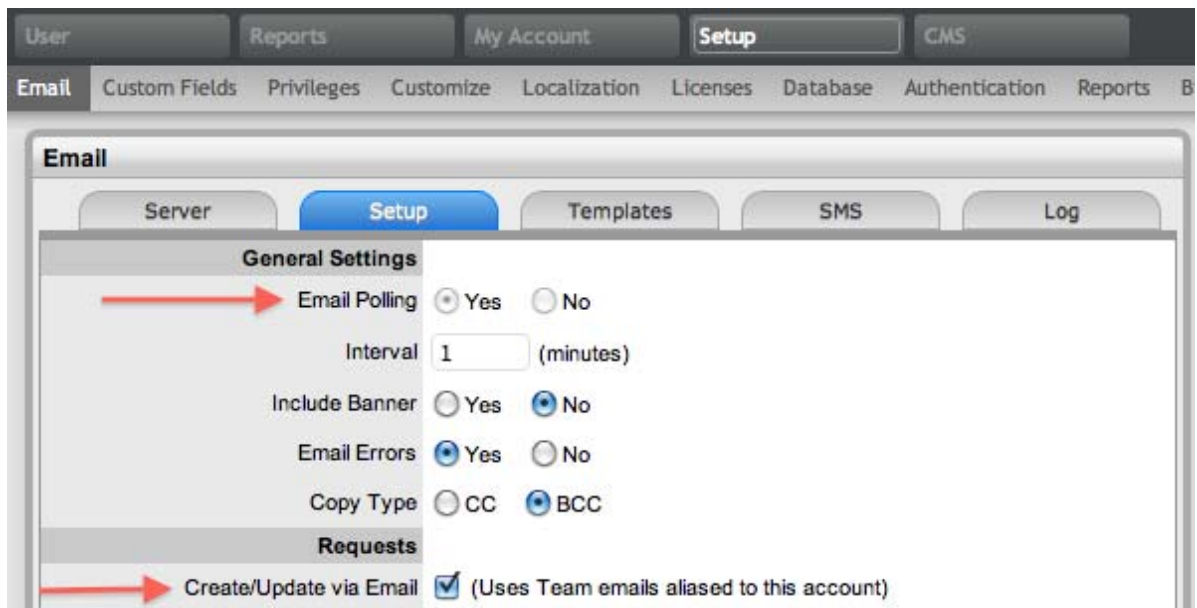 User Reports My Account Setup CMS
Email Custom Fields Privileges Customize Localization Licenses Database Authentication Reports B
Email
Server Setup Templates SMS Log
General Settings
Email Polling Yes No
Interval 1 (minutes)
Include Banner Yes No
Email Errors Yes No
Copy Type CC BCC
Requests
Create/Update via Email (Uses Team emails aliased to this account)